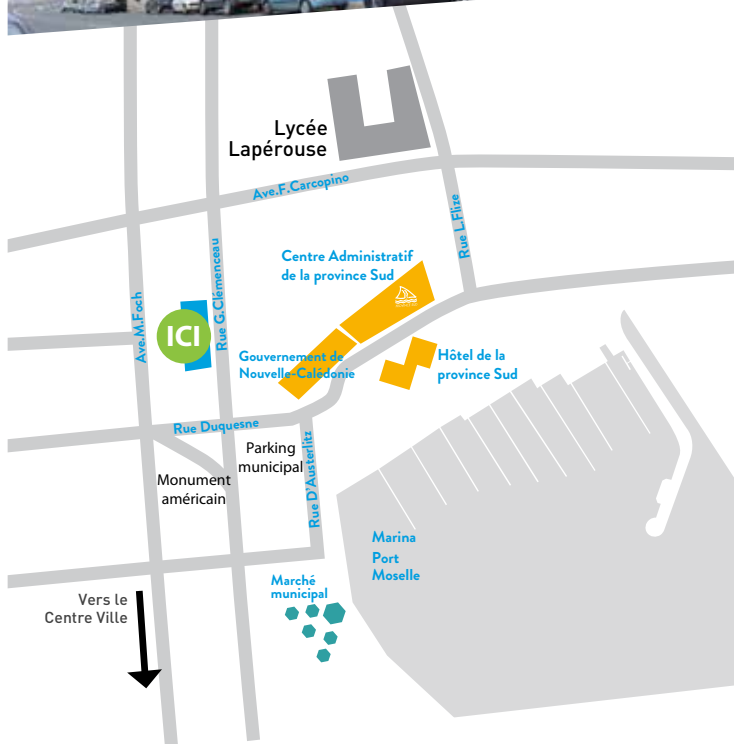 Lycée
Lapérouse
Ave.F.Carcopino
Rue L.Flize
Centre Administratif
de la province Sud
Rue G.Clémenceau
Ave.M.Foch
ICI
Gouvernement de
Nouvelle-Calédonie
Hôtel de la
province Sud
Rue Duquesne
Parking
municipal
Rue D'Austerlitz
Monument
américain
Marina
Port
Moselle
Marché
municipal
Vers le
Centre Ville